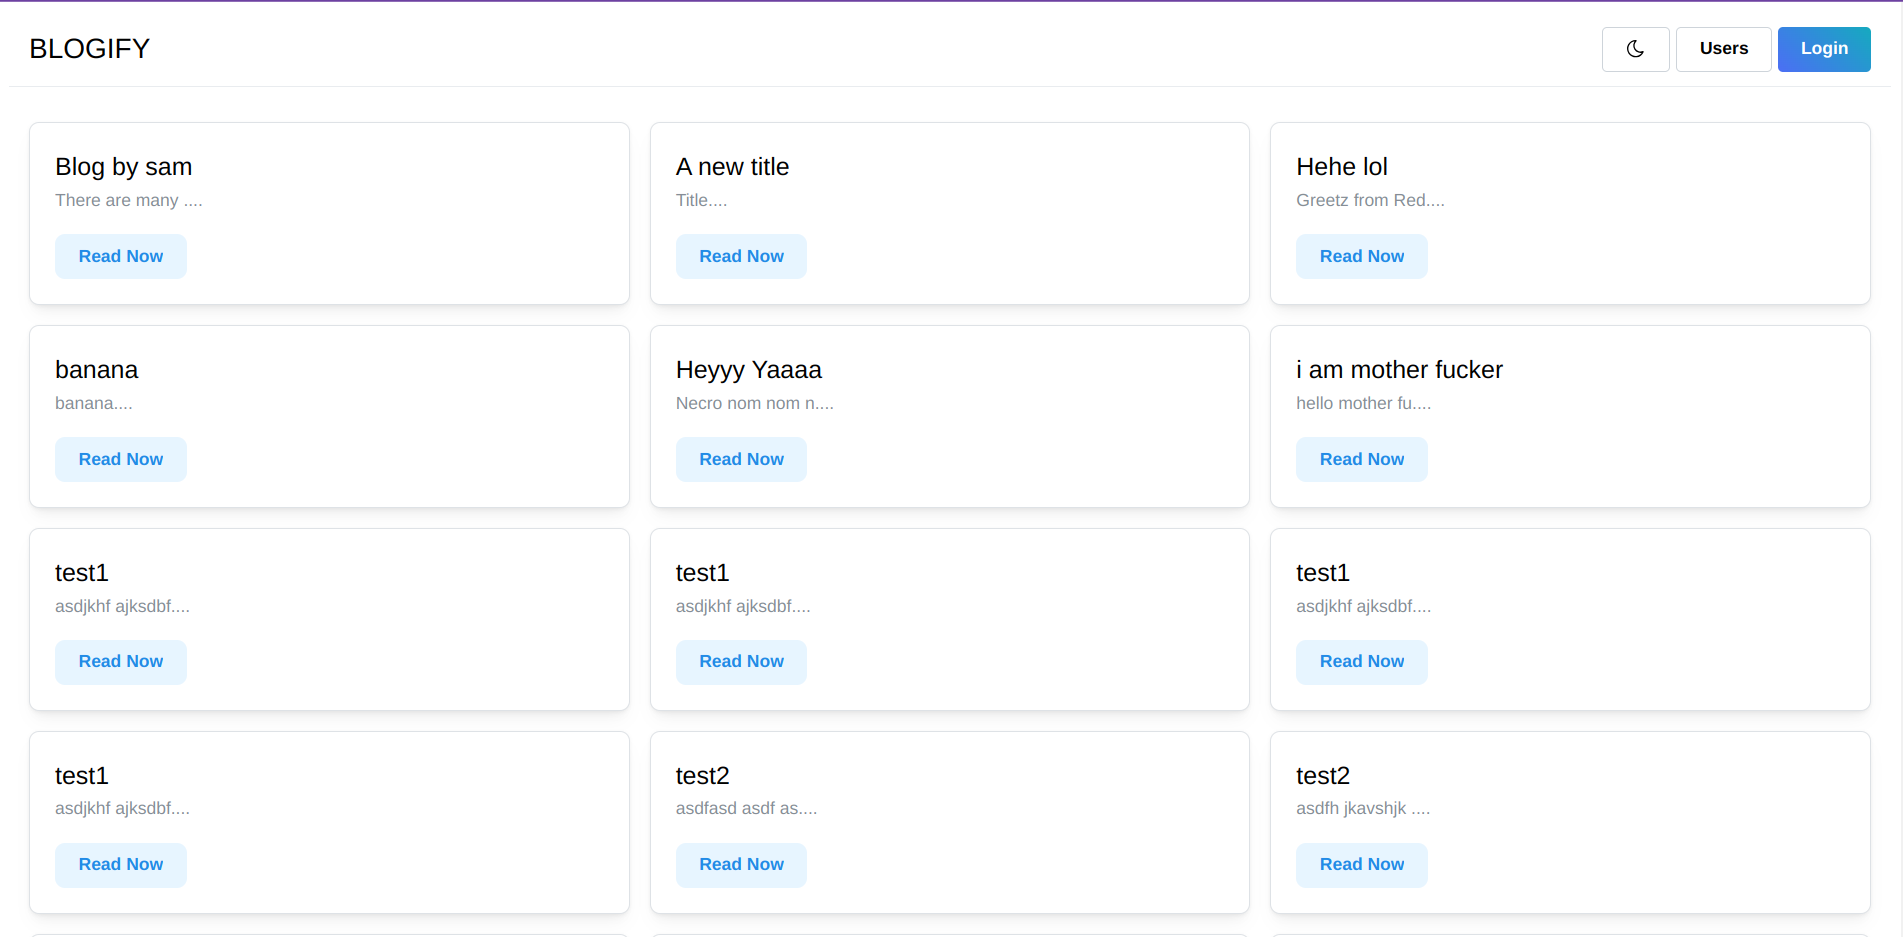 BLOGIFY
Users
Login
Blog by sam
There are many ....
Read Now
A new title
Title....
Read Now
Hehe lol
Greetz from Red....
Read Now
banana
banana....
Read Now
Heyyy Yaaaa
Necro nom nom n....
Read Now
i am mother fucker
hello mother fu....
Read Now
test1
asdjkhf ajksdbf....
Read Now
test1
asdjkhf ajksdbf....
Read Now
test1
asdjkhf ajksdbf....
Read Now
test1
asdjkhf ajksdbf....
Read Now
test2
asdfasd asdf as....
Read Now
test2
asdfh jkavshjk ....
Read Now